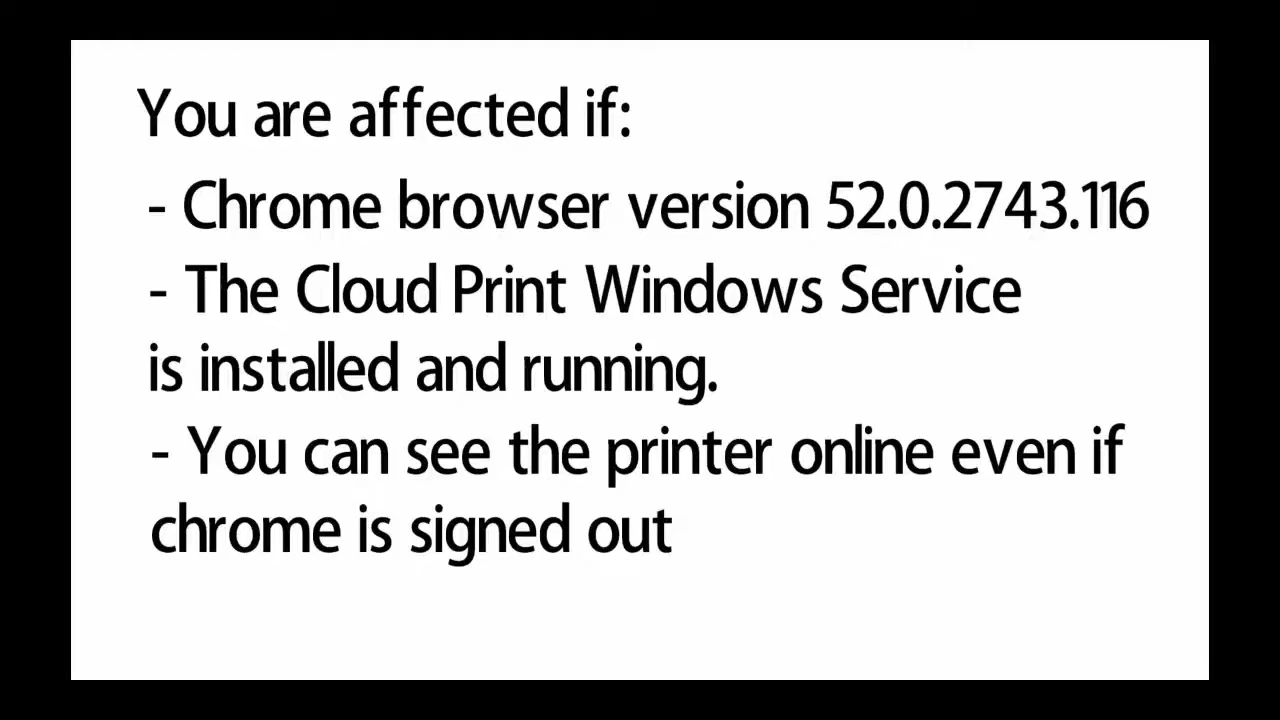 You are affected if:
- Chrome browser version 52.0.2743.116
- The Cloud Print Windows Service
is installed and running.
- You can see the printer online even if
chrome is signed out